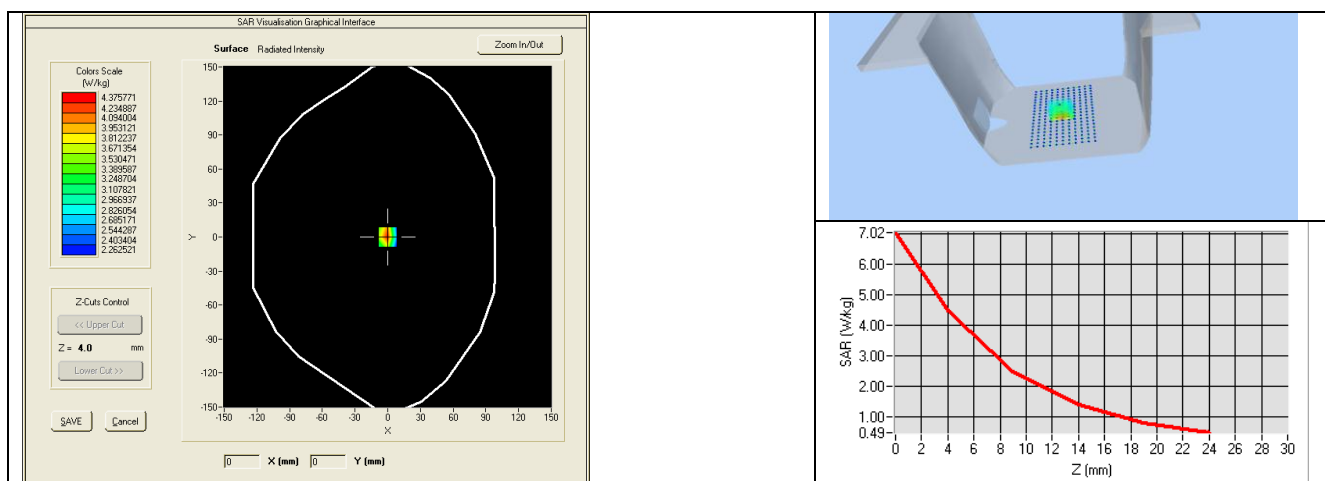 SAR Visualisation Graphical Interface
Surface Radiated Intensity
Zoom In/Out
Colors Scale
(W/kg)
4.375771
4.234887
4.094004
3.953121
3.812237
3.671354
3.530471
3.389587
3.248704
3.107821
2.966937
2.826054
2.685171
2.544287
2.403404
2.262521
Z-Cuts Control
<< Upper Cut
Z = 4.0 mm
Lower Cut >>
SAVE Cancel
150
120
90
60
30
Y 0
-30
-60
-90
-120
-150
-150 -120 -90 -60 -30 0 30 60 90 120 150
X
0 X (mm) 0 Y (mm)
7.02
6.00
5.00
4.00
3.00
2.00
1.00
0.49
SAR (W/kg)
0 2 4 6 8 10 12 14 16 18 20 22 24 26 28 30
Z (mm)